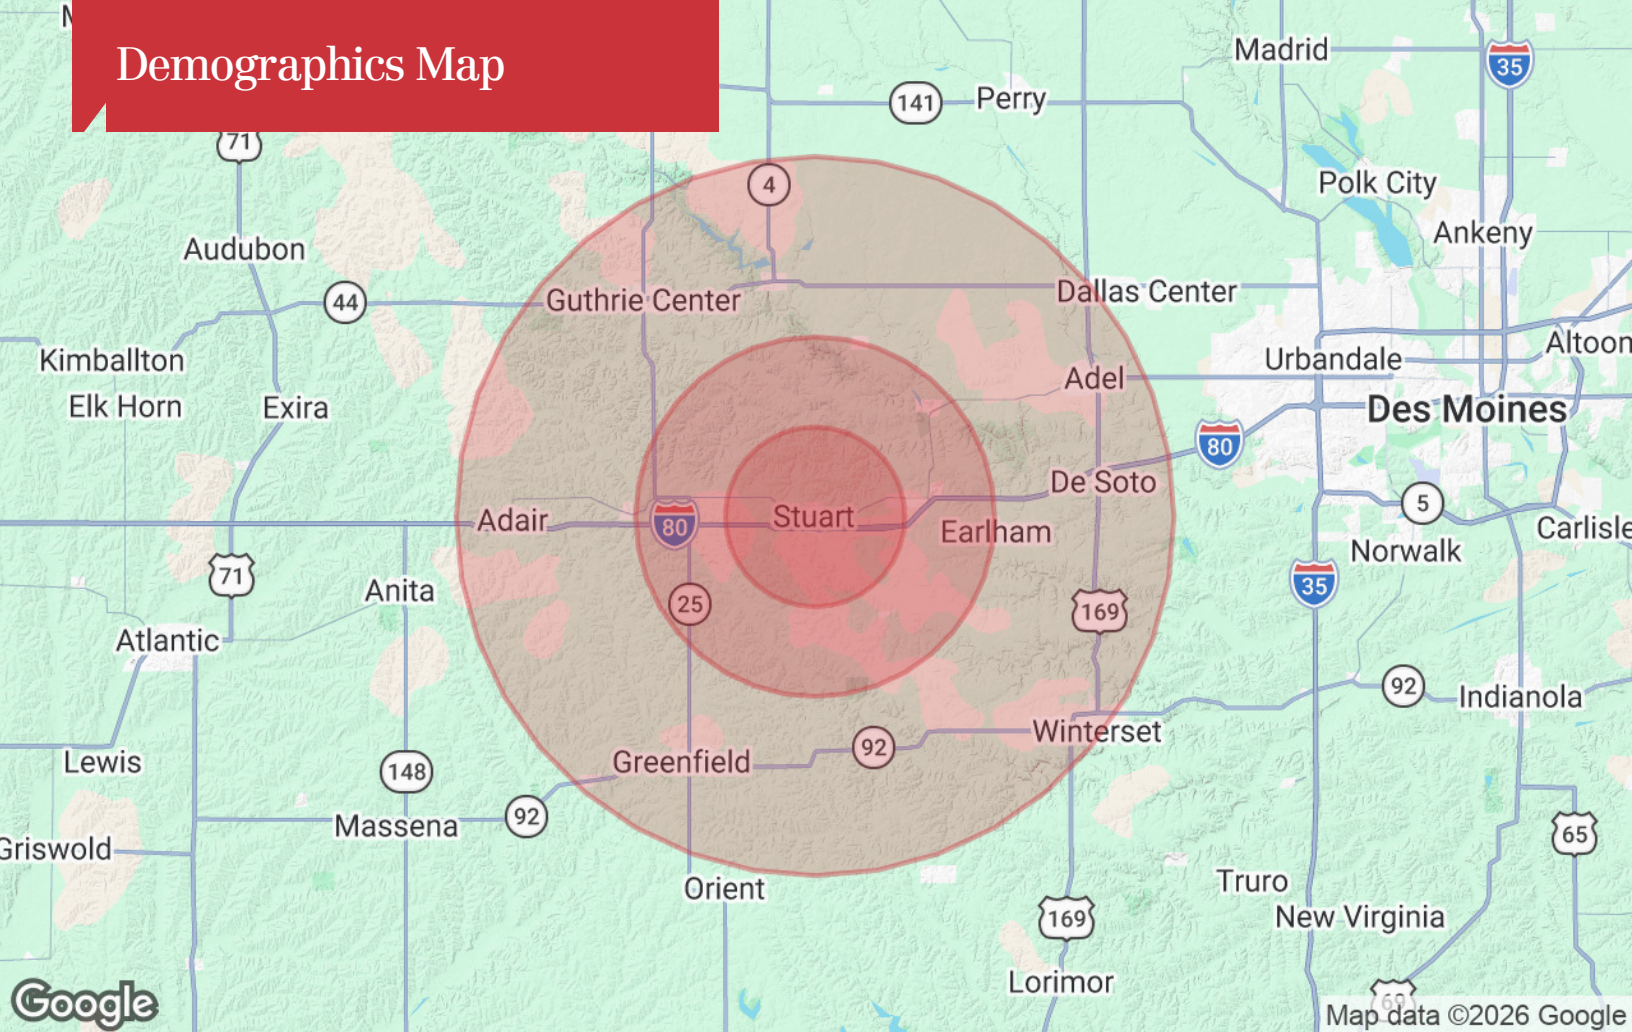 Demographics Map
M
Madrid
35
141
Perry
71
4
Polk City
Ankeny
Audubon
44
Guthrie Center
Dallas Center
Kimballton
Urbandale
Altoon
Adel
Elk Horn
Exira
Des Moines
80
De Soto
5
Adair
80
Stuart
Earlham
Carlisle
Norwalk
71
Anita
25
169
35
Atlantic
92
Indianola
Winterset
Lewis
Greenfield
92
148
92
Massena
65
Griswold
Orient
Truro
169
New Virginia
Lorimor
Google
69
Map data ©2026 Google